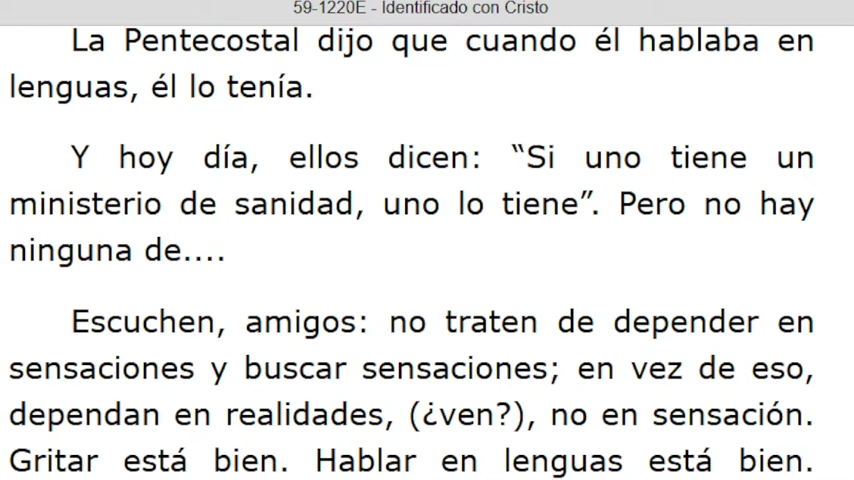 59-1220E - Identificado con Cristo
La Pentecostal dijo que cuando él hablaba en
lenguas, él lo tenía.
Y hoy día, ellos dicen: “Si uno tiene un
ministerio de sanidad, uno lo tiene”. Pero no hay
ninguna de....
Escuchen, amigos: no traten de depender en
sensaciones y buscar sensaciones; en vez de eso,
dependan en realidades, (¿ven?), no en sensación.
Gritar está bien. Hablar en lenguas está bien.